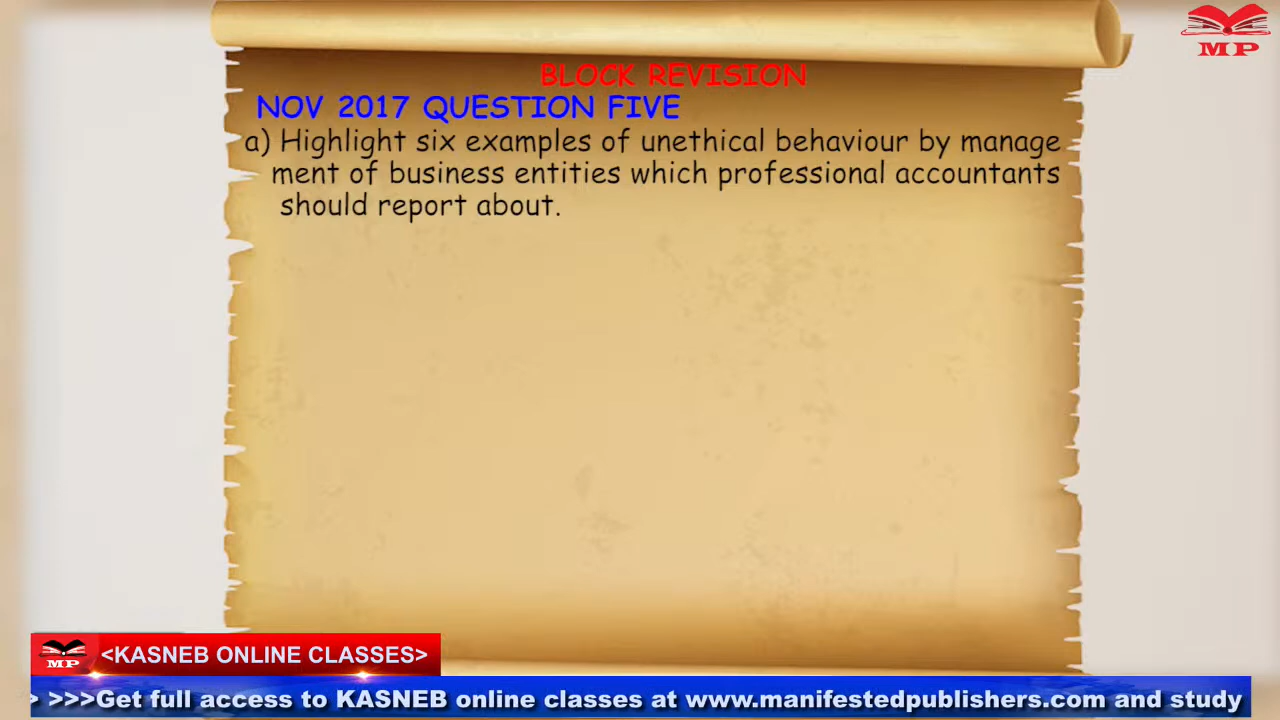 MP
BLOCK REVISION
NOV 2017 QUESTION FIVE
a) Highlight six examples of unethical behaviour by manage
ment of business entities which professional accountants
should report about.
MP
<KASNEB ONLINE CLASSES>
> >>>Get full access to KASNEB online classes at www.manifestedpublishers.com and study